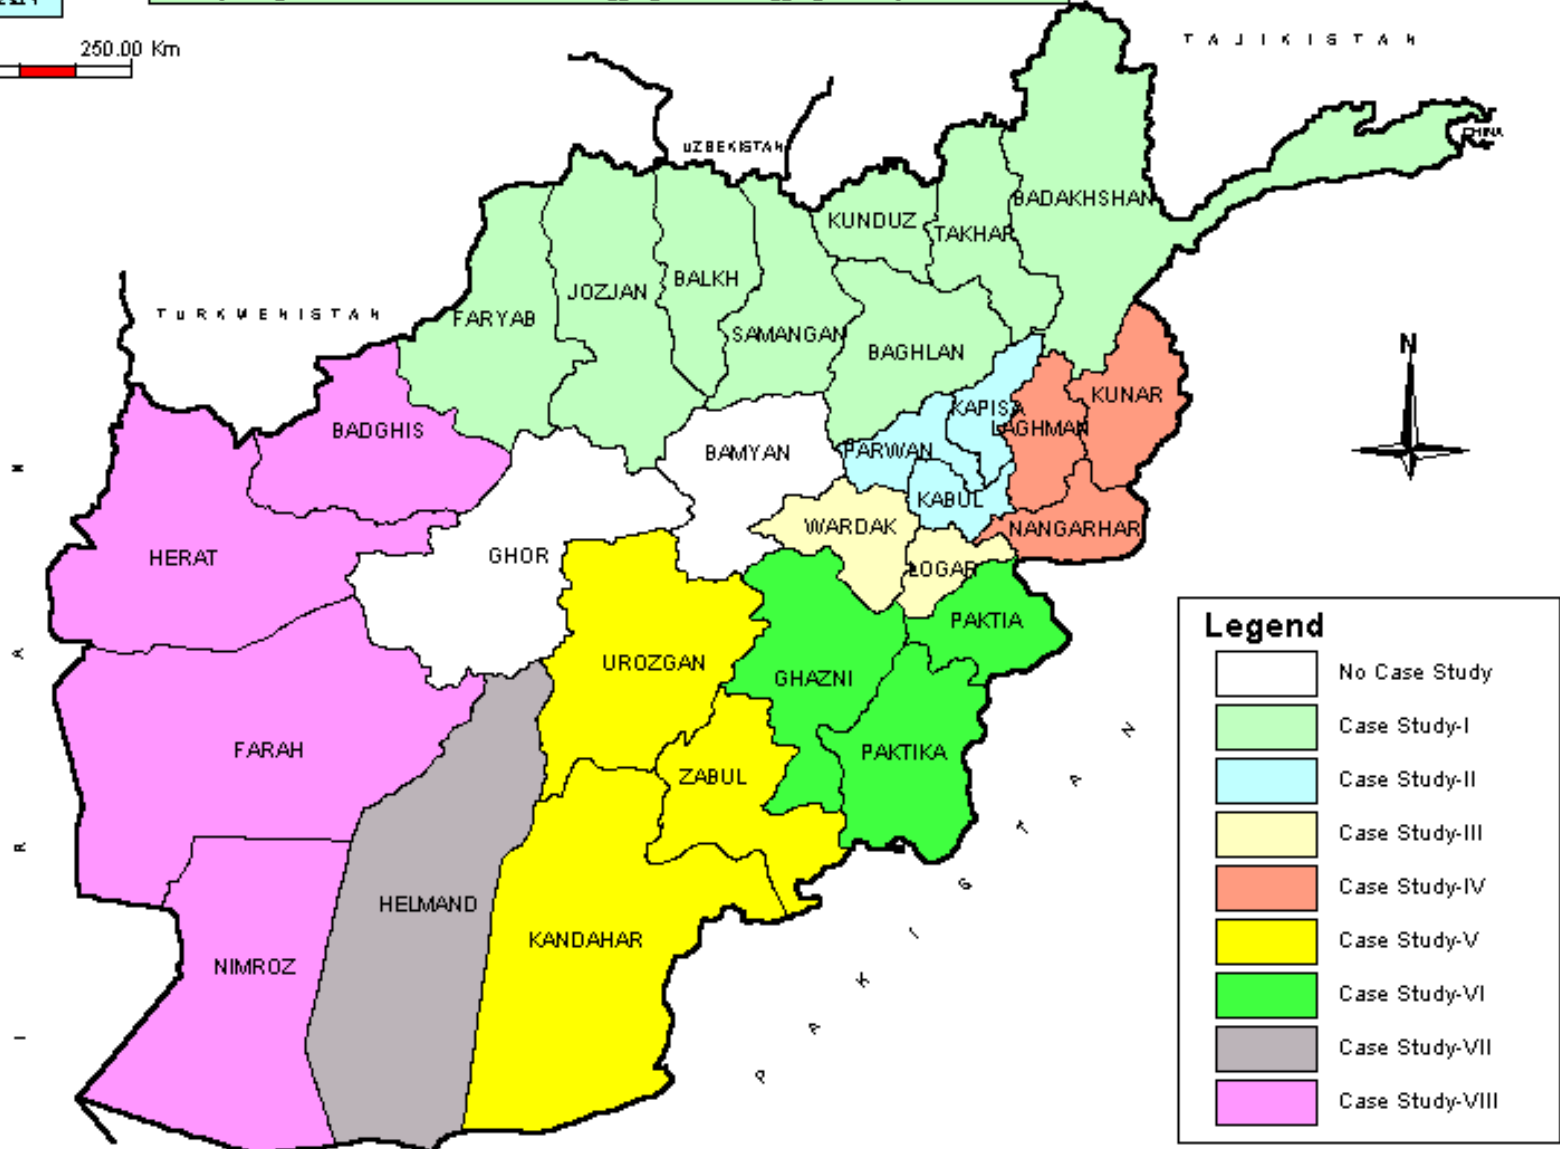 250.00 Km
TAJIKISTAN
CHINA
UZBEKISTAN
TURKMENISTAN
BADAKHSHAN
KUNDUZ
TAKHAR
BALKH
JOZJAN
FARYAB
SAMANGAN
BAGHLAN
KUNAR
KAPISA
LAGHMAN
BADGHIS
BAMYAN
PARWAN
KABUL
NANGARHAR
WARDAK
HERAT
GHOR
LOGAR
PAKTIA
UROZGAN
GHAZNI
FARAH
PAKTIKA
ZABUL
HELMAND
KANDAHAR
NIMROZ
PAKISTAN
IRAN
N
Legend
No Case Study
Case Study-I
Case Study-II
Case Study-III
Case Study-IV
Case Study-V
Case Study-VI
Case Study-VII
Case Study-VIII